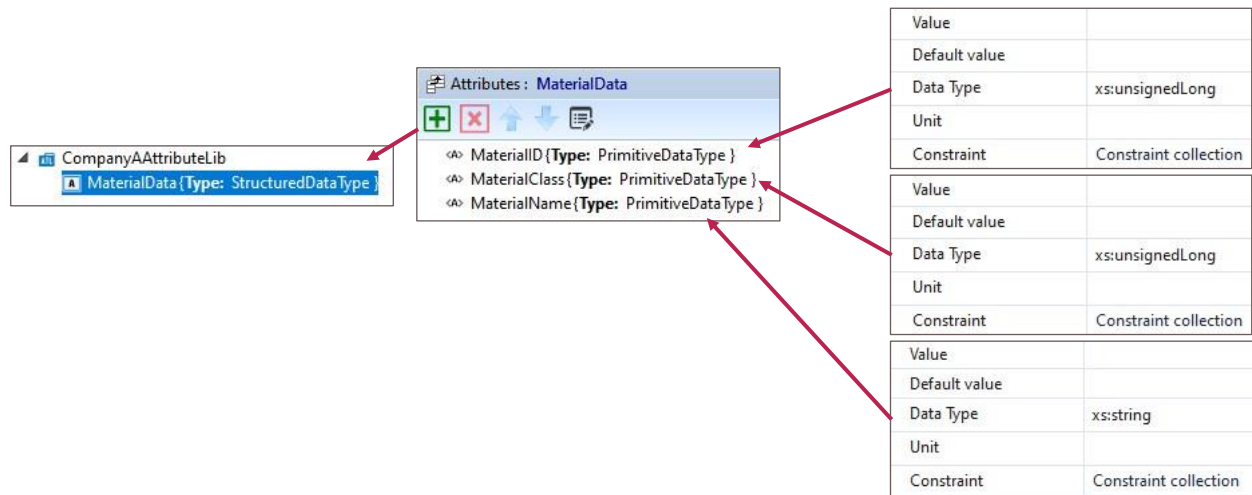 CompanyAAttributeLib
MaterialData{Type: StructuredDataType }
Attributes : MaterialData
MaterialID{Type: PrimitiveDataType }
MaterialClass{Type: PrimitiveDataType }
MaterialName{Type: PrimitiveDataType }
Value
Default value
Data Type xs:unsignedLong
Unit
Constraint Constraint collection
Value
Default value
Data Type xs:unsignedLong
Unit
Constraint Constraint collection
Value
Default value
Data Type xs:string
Unit
Constraint Constraint collection